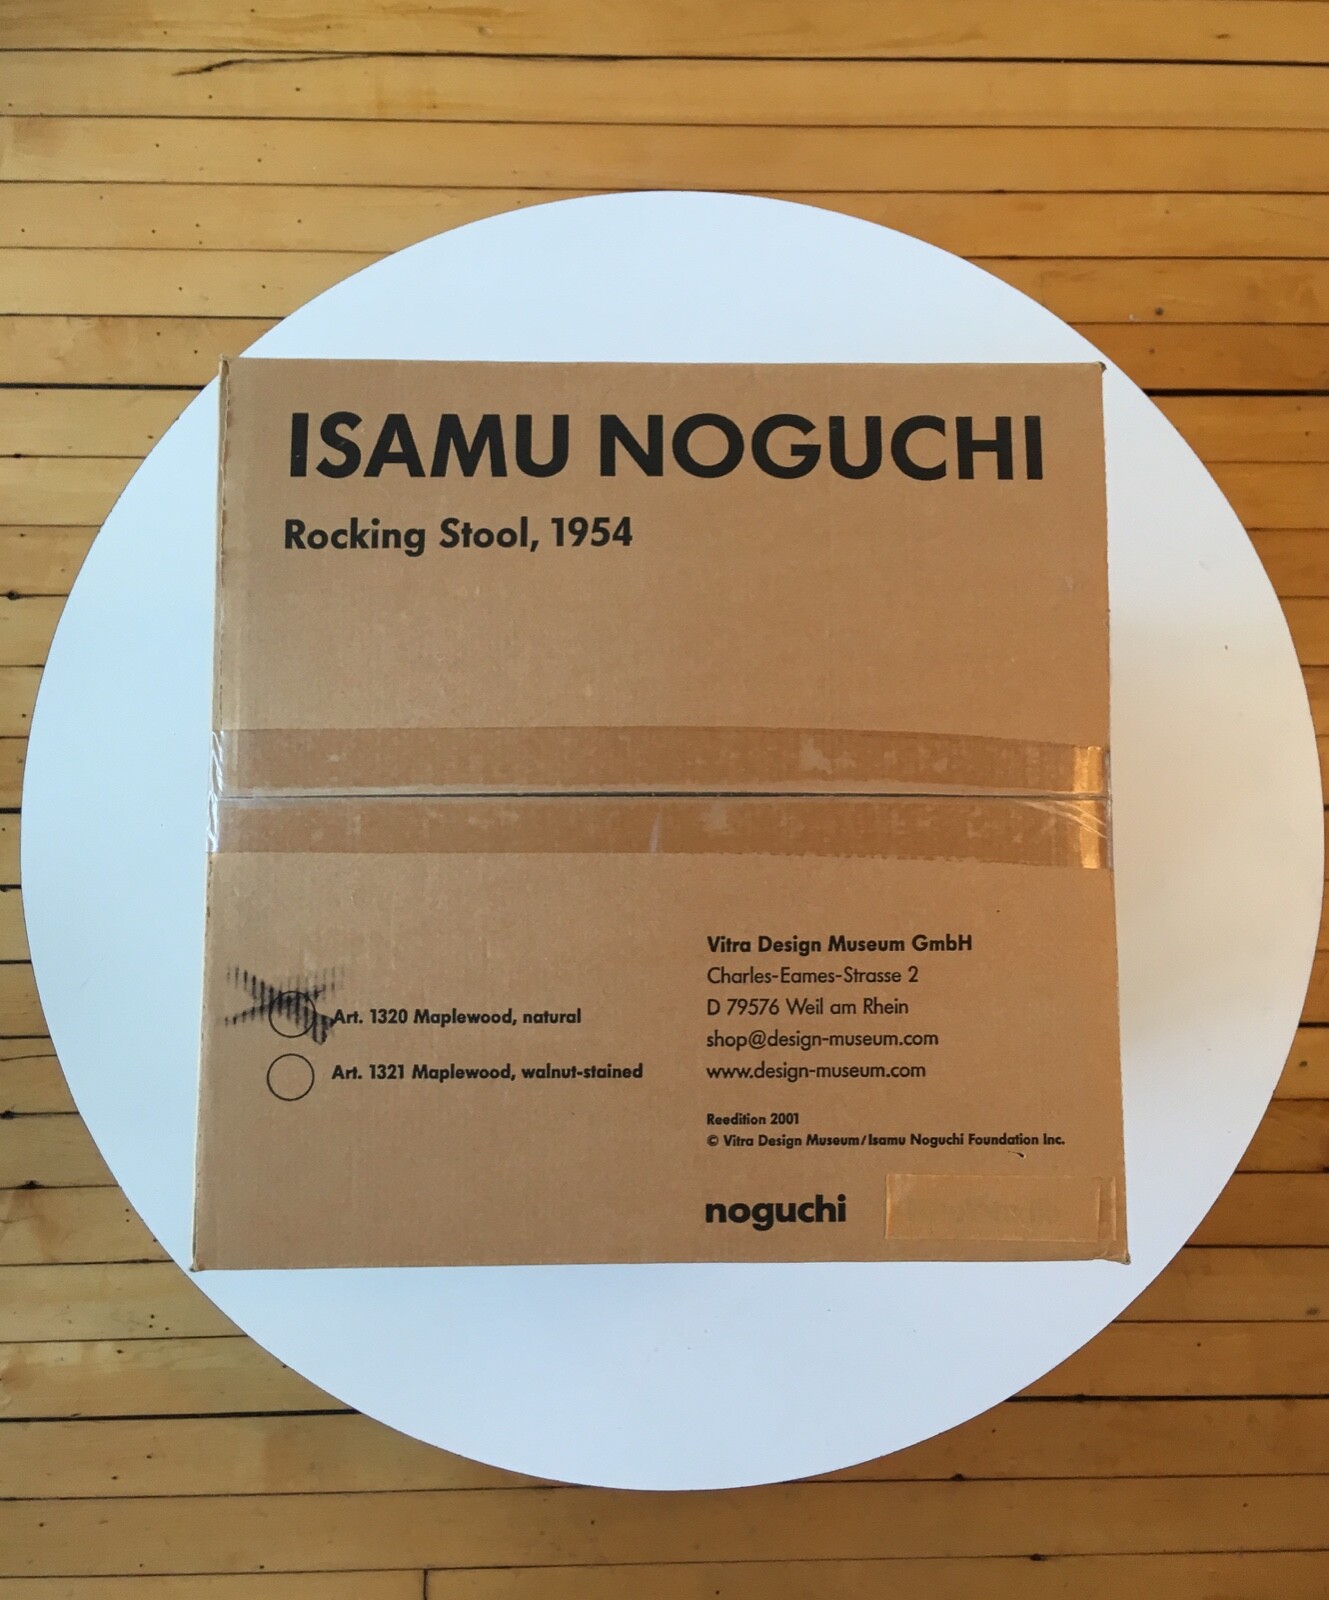 ISAMU NOGUCHI
Rocking Stool, 1954
Art. 1320 Maplewood, natural
Art. 1321 Maplewood, walnut-stained
Vitra Design Museum GmbH
Charles-Eames-Strasse 2
D 79576 Weil am Rhein
shop@design-museum.com
www.design-museum.com
Reedition 2001
© Vitra Design Museum/Isamu Noguchi Foundation Inc.
noguchi